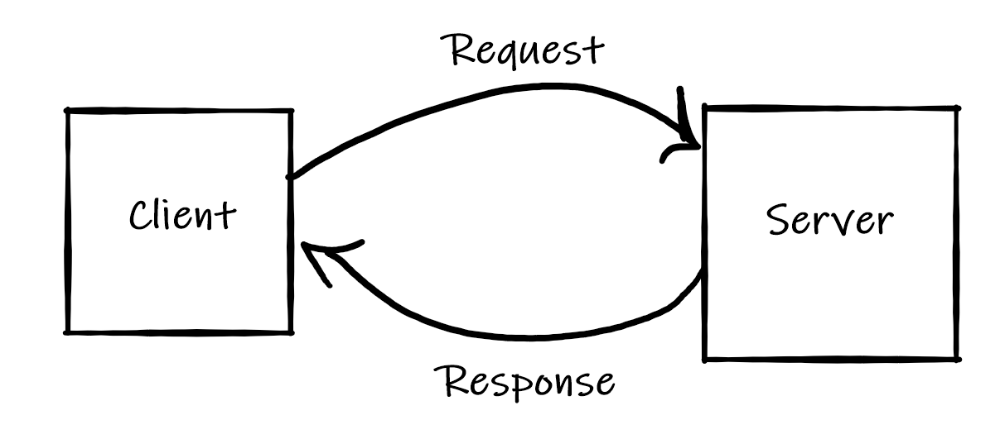 Request
Client
Server
Response